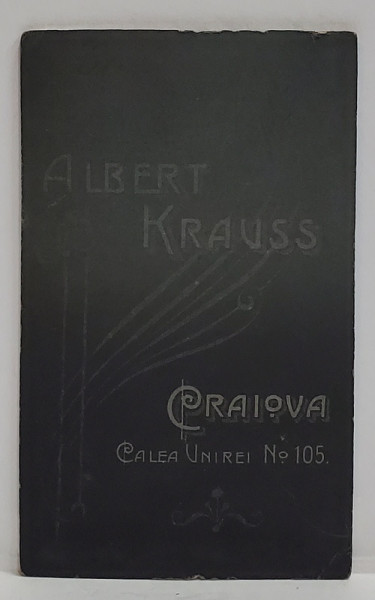 ALBERT
KRAUSS
CRAIOVA
CALEA UNIREI No 105.